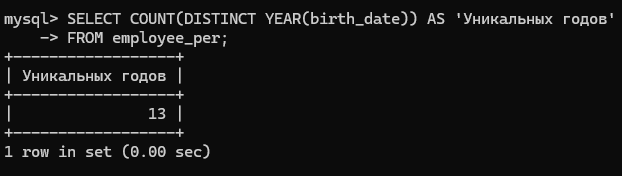 mysql> SELECT COUNT(DISTINCT YEAR(birth_date)) AS 'Уникальных годов'
    -> FROM employee_per;
+------------------+
| Уникальных годов |
+------------------+
|               13 |
+------------------+
1 row in set (0.00 sec)